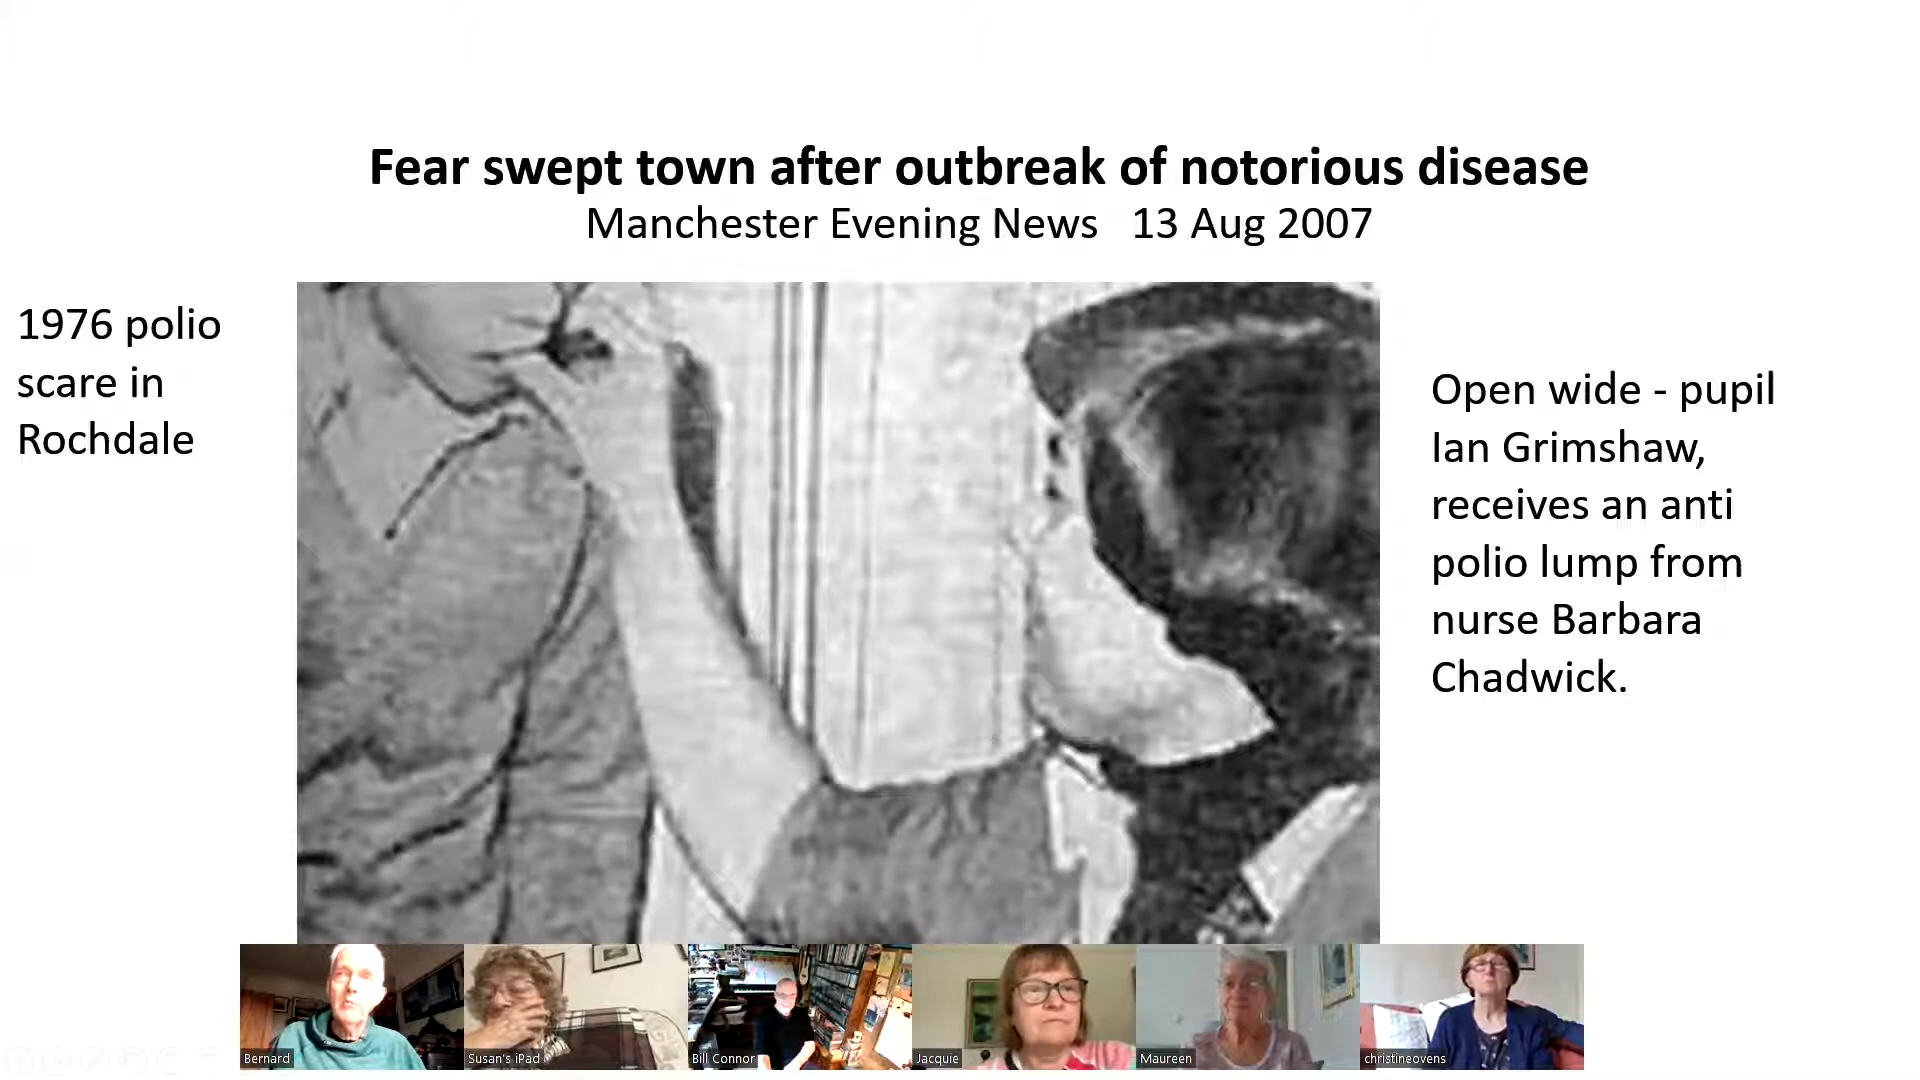 Fear swept town after outbreak of notorious disease
Manchester Evening News 13 Aug 2007
1976 polio
scare in
Rochdale
Open wide - pupil
Ian Grimshaw,
receives an anti
polio lump from
nurse Barbara
Chadwick.
Bernard
Susan's iPad
Bill Connor
Jacquie
Maureen
christineovens